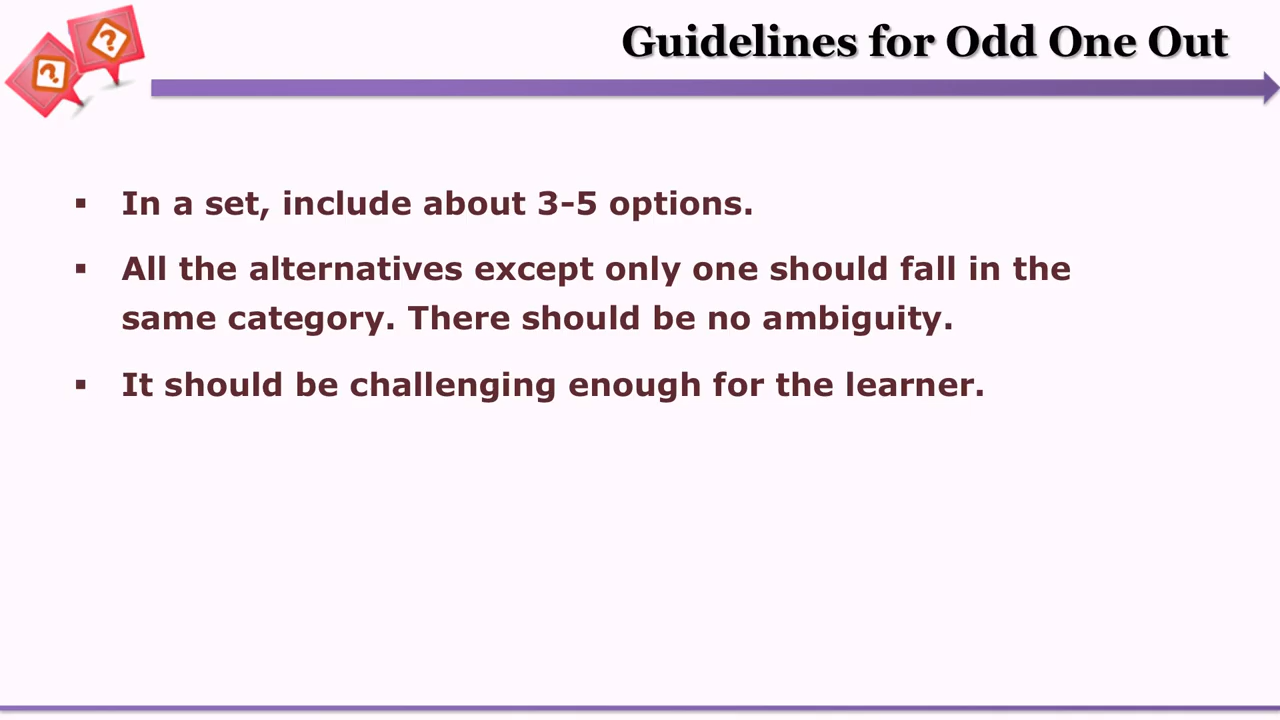 Guidelines for Odd One Out
▪ In a set, include about 3-5 options.
▪ All the alternatives except only one should fall in the
same category. There should be no ambiguity.
▪ It should be challenging enough for the learner.